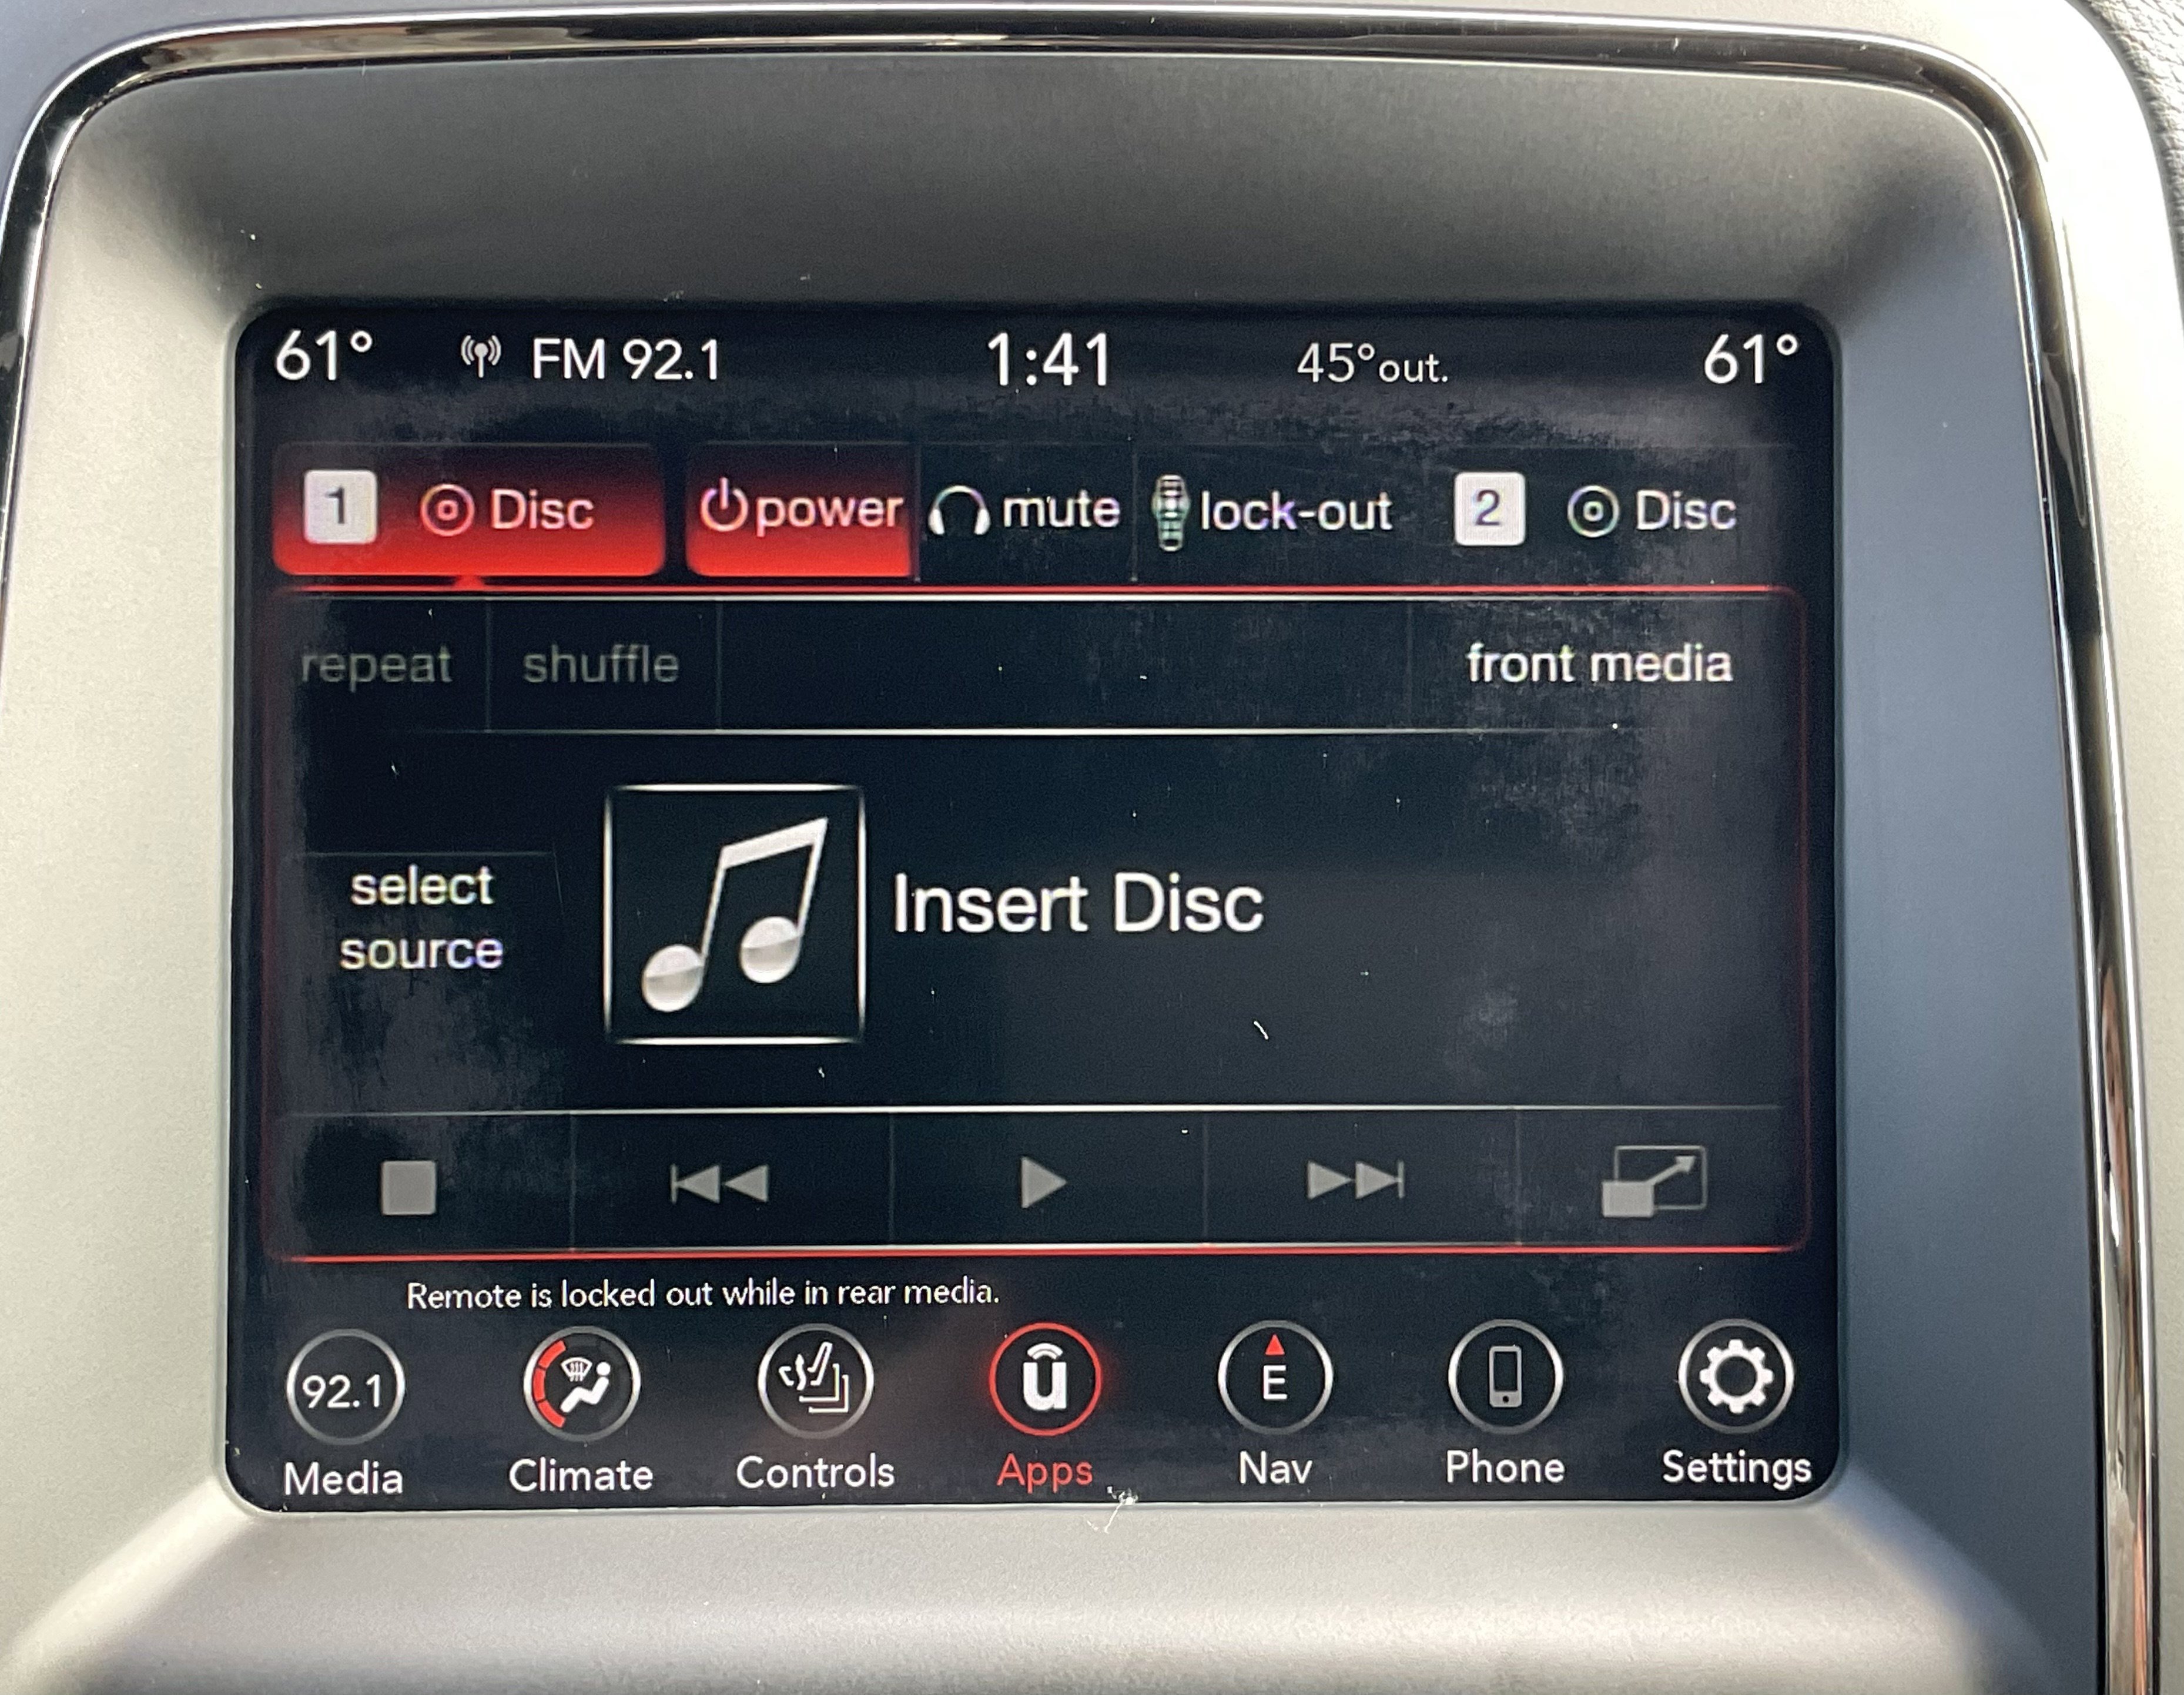 61° FM 92.1 1:41 45°out. 61°
1 Disc power mute lock-out 2 Disc
repeat shuffle front media
select
source
Insert Disc
Remote is locked out while in rear media.
92.1 u E
Media Climate Controls Apps Nav Phone Settings